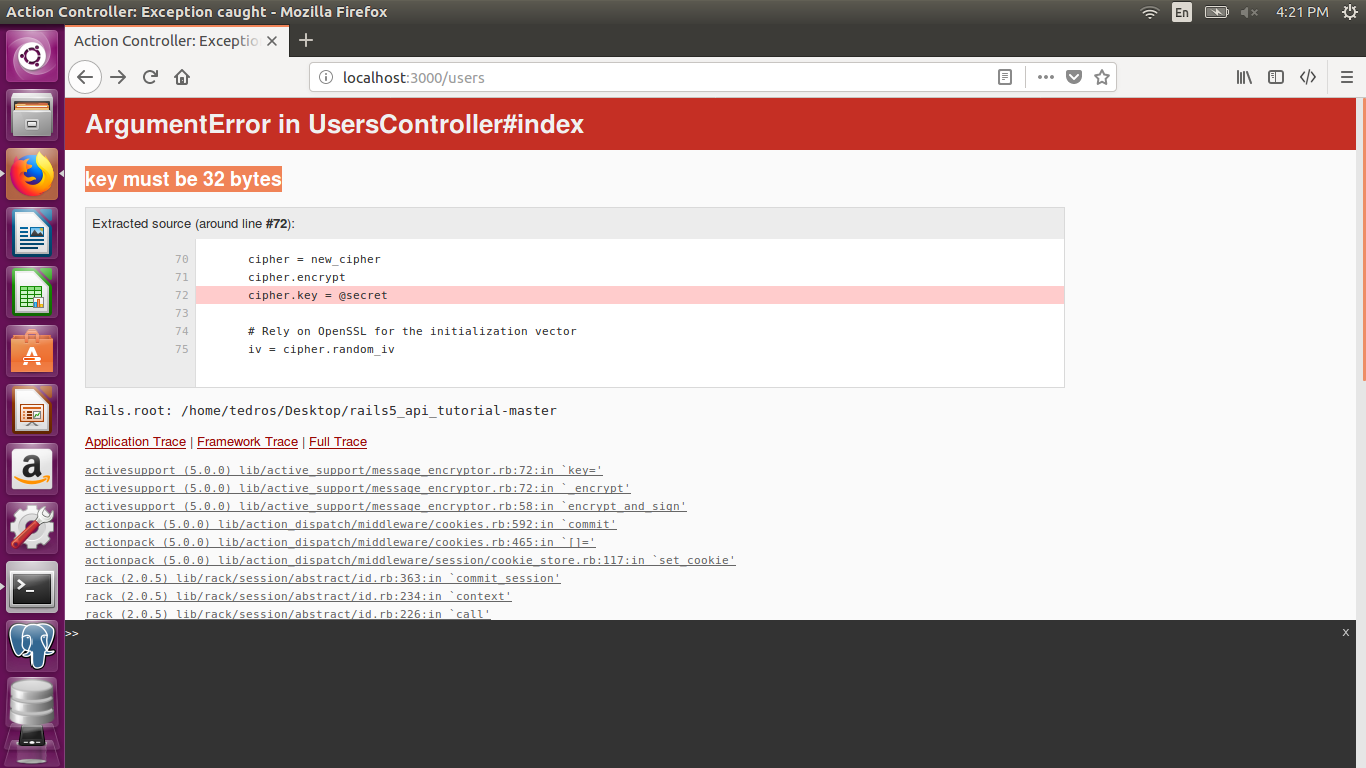 Action Controller: Exception caught - Mozilla Firefox
En
4:21 PM
Action Controller: Exceptio
localhost:3000/users
ArgumentError in UsersController#index
key must be 32 bytes
Extracted source (around line #72):
70 cipher = new_cipher
71 cipher.encrypt
72 cipher.key = @secret
73
74 # Rely on OpenSSL for the initialization vector
75 iv = cipher.random_iv
Rails.root: /home/tedros/Desktop/rails5_api_tutorial-master
Application Trace | Framework Trace | Full Trace
activesupport (5.0.0) lib/active_support/message_encryptor.rb:72:in `key='
activesupport (5.0.0) lib/active_support/message_encryptor.rb:72:in `_encrypt'
activesupport (5.0.0) lib/active_support/message_encryptor.rb:58:in `encrypt_and_sign'
actionpack (5.0.0) lib/action_dispatch/middleware/cookies.rb:592:in `commit'
actionpack (5.0.0) lib/action_dispatch/middleware/cookies.rb:465:in `[]='
actionpack (5.0.0) lib/action_dispatch/middleware/session/cookie_store.rb:117:in `set_cookie'
rack (2.0.5) lib/rack/session/abstract/id.rb:363:in `commit_session'
rack (2.0.5) lib/rack/session/abstract/id.rb:234:in `context'
rack (2.0.5) lib/rack/session/abstract/id.rb:226:in `call'
>>
x